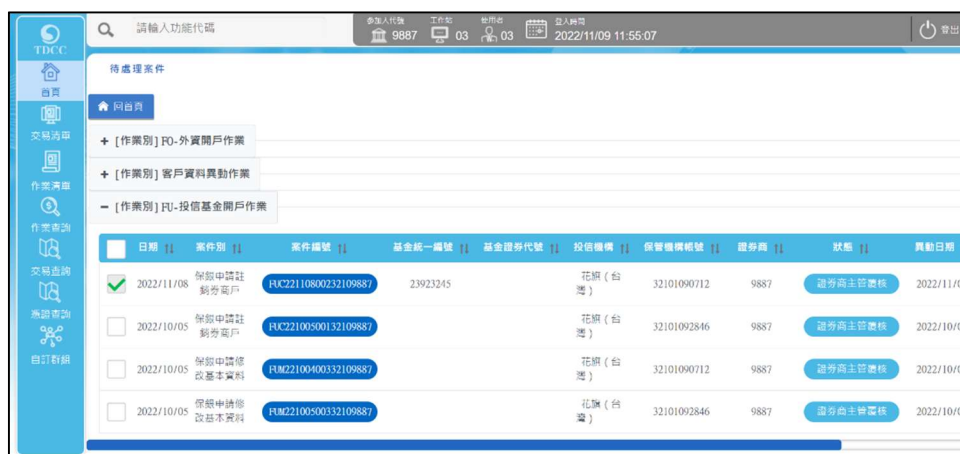 TDCC
請輸入功能代碼
參加人代號 工作站 使用者 登入時間
9887 03 03 2022/11/09 11:55:07
登出
首頁
交易清單
作業清單
作業查詢
交易查詢
憑證查詢
自訂群組
待處理案件
回首頁
+ [作業別] FO-外資開戶作業
+ [作業別] 客戶資料異動作業
- [作業別] FU-投信基金開戶作業
日期 案件別 案件編號 基金統一編號 基金證券代號 投信機構 保管機構帳號 證券商 狀態 異動日期
2022/11/08 保銀申請註銷券商戶 FUC22110800232109887 23923245 花旗(台灣) 32101090712 9887 證券商主管覆核 2022/11/0
2022/10/05 保銀申請註銷券商戶 FUC22100500132109887 花旗(台灣) 32101092846 9887 證券商主管覆核 2022/10/0
2022/10/05 保銀申請修改基本資料 FUM22100400332109887 花旗(台灣) 32101090712 9887 證券商主管覆核 2022/10/0
2022/10/05 保銀申請修改基本資料 FUM22100500332109887 花旗(台灣) 32101092846 9887 證券商主管覆核 2022/10/0